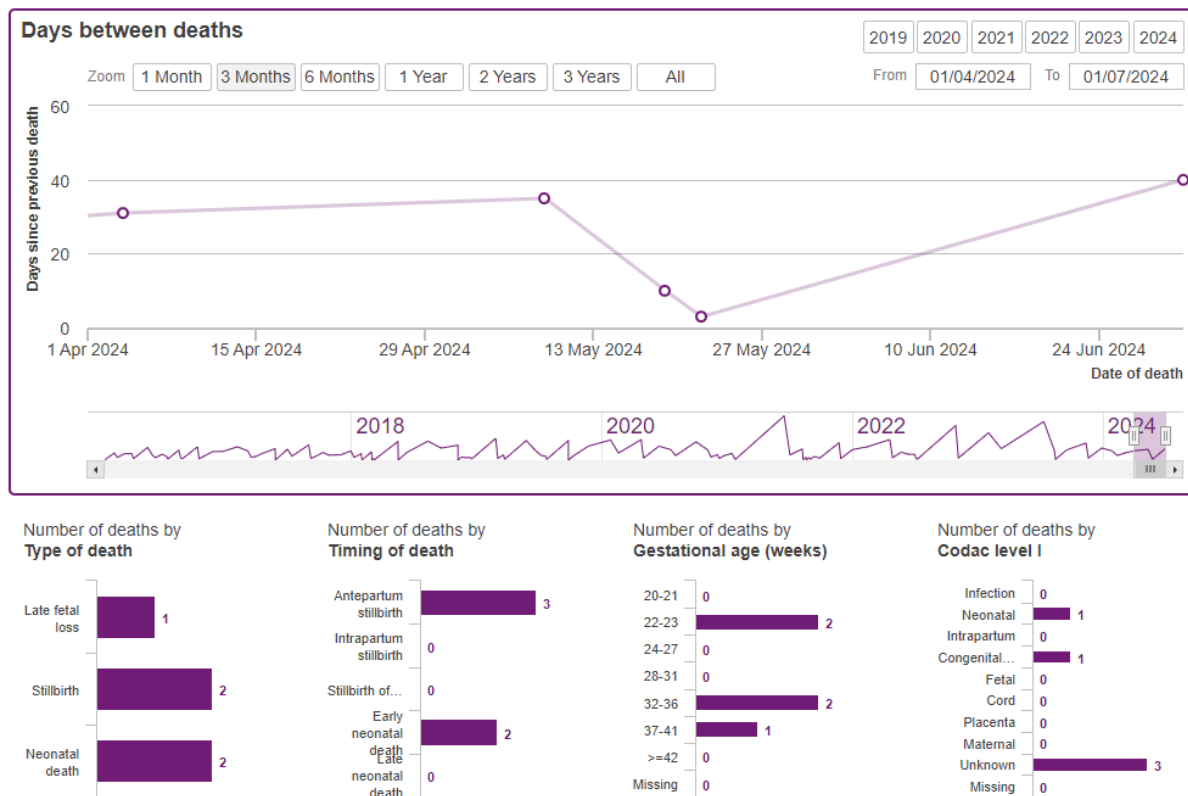 Days between deaths
2019 2020 2021 2022 2023 2024
Zoom 1 Month 3 Months 6 Months 1 Year 2 Years 3 Years All
From 01/04/2024 To 01/07/2024
Days since previous death
60
40
20
0
1 Apr 2024 15 Apr 2024 29 Apr 2024 13 May 2024 27 May 2024 10 Jun 2024 24 Jun 2024
Date of death
2018 2020 2022 2024
Number of deaths by
Type of death
Late fetal
loss
1
Stillbirth
2
Neonatal
death
2
Number of deaths by
Timing of death
Antepartum
stillbirth
3
Intrapartum
stillbirth
0
Stillbirth of...
0
Early
neonatal
death
2
Late
neonatal
death
0
Number of deaths by
Gestational age (weeks)
20-21 0
22-23 2
24-27 0
28-31 0
32-36 2
37-41 1
>=42 0
Missing 0
Number of deaths by
Codac level I
Infection 0
Neonatal 1
Intrapartum 0
Congenital... 1
Fetal 0
Cord 0
Placenta 0
Maternal 0
Unknown 3
Missing 0